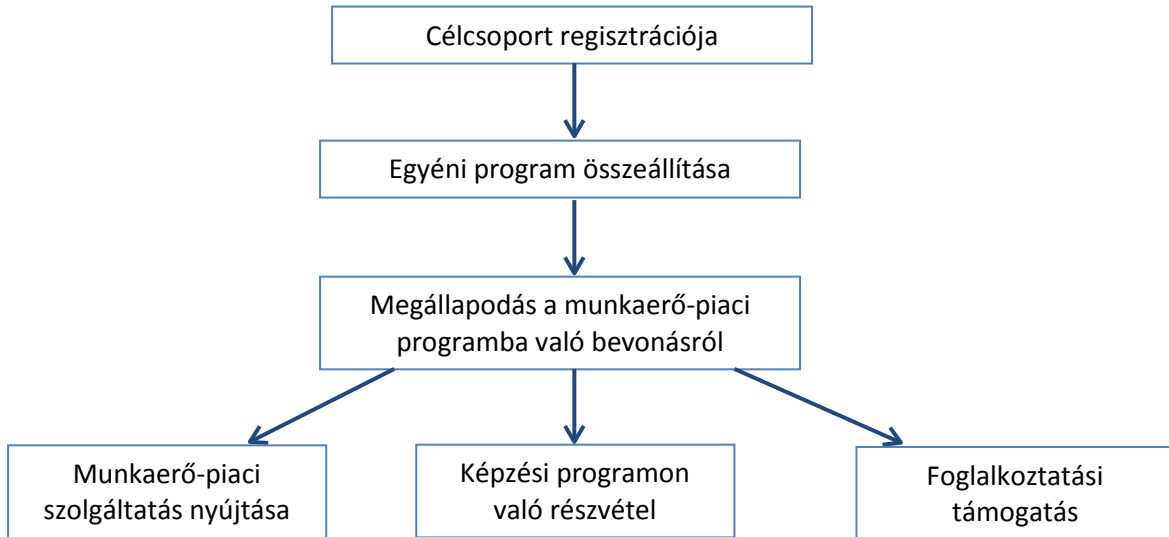 Célcsoport regisztrációja
Egyéni program összeállítása
Megállapodás a munkaerő-piaci
programba való bevonásról
Munkaerő-piaci
szolgáltatás nyújtása
Képzési programon
való részvétel
Foglalkoztatási
támogatás